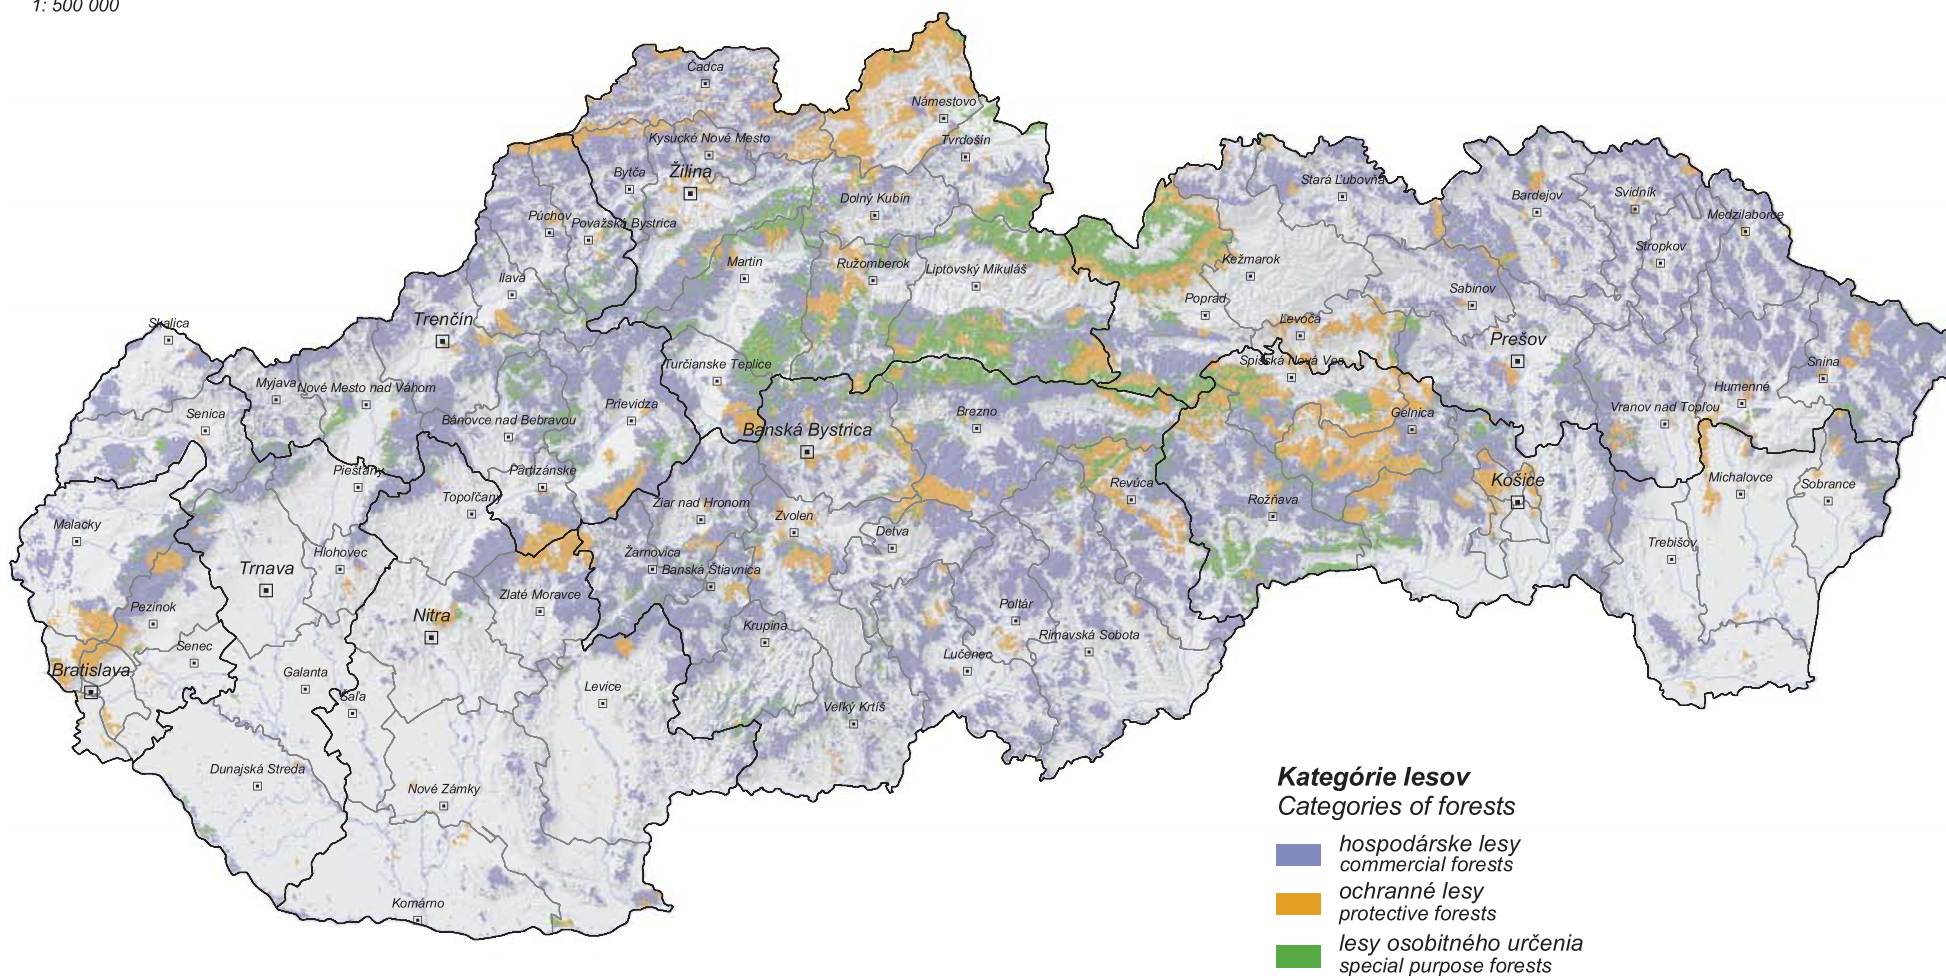 1: 500 000
Čadca
Námestovo
Kysucké Nové Mesto
Tvrdošín
Bytča
Žilina
Stará Ľubovňa
Dolný Kubín
Bardejov
Svidník
Púchov
Považská Bystrica
Medzilaborce
Stropkov
Martin
Ružomberok
Liptovský Mikuláš
Kežmarok
Ilava
Sabinov
Poprad
Skalica
Trenčín
Levoča
Prešov
Turčianske Teplice
Spišská Nová Ves
Snina
Myjava
Nové Mesto nad Váhom
Humenné
Senica
Bánovce nad Bebravou
Prievidza
Banská Bystrica
Brezno
Gelnica
Vranov nad Topľou
Piešťany
Partizánske
Topoľčany
Žiar nad Hronom
Revúca
Rožňava
Košice
Michalovce
Sobrance
Malacky
Hlohovec
Zvolen
Detva
Trebišov
Trnava
Žarnovica
Banská Štiavnica
Pezinok
Nitra
Zlaté Moravce
Krupina
Poltár
Rimavská Sobota
Senec
Lučenec
Bratislava
Galanta
Šaľa
Levice
Veľký Krtíš
Dunajská Streda
Nové Zámky
Komárno
Kategórie lesov
Categories of forests
hospodárske lesy
commercial forests
ochranné lesy
protective forests
lesy osobitného určenia
special purpose forests